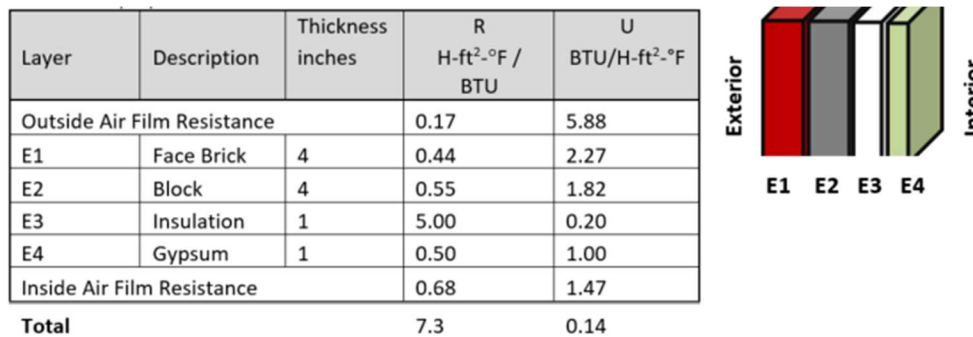 Layer Description Thickness inches R H-ft²-°F / BTU U BTU/H-ft²-°F
Outside Air Film Resistance 0.17 5.88
E1 Face Brick 4 0.44 2.27
E2 Block 4 0.55 1.82
E3 Insulation 1 5.00 0.20
E4 Gypsum 1 0.50 1.00
Inside Air Film Resistance 0.68 1.47
Total 7.3 0.14
Exterior
E1 E2 E3 E4
Interior